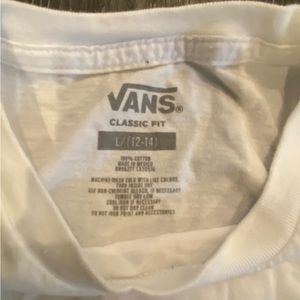 VANS®
CLASSIC FIT
L/(12-14)
100% COTTON
MADE IN MEXICO
MACHINE WASH COLD WITH LIKE COLORS,
TURN INSIDE OUT
USE NON-CHLORINE BLEACH, IF NECESSARY
TUMBLE DRY LOW
COOL IRON IF NECESSARY
DO NOT DRY CLEAN
DO NOT IRON PRINT AND ACCESSORIES